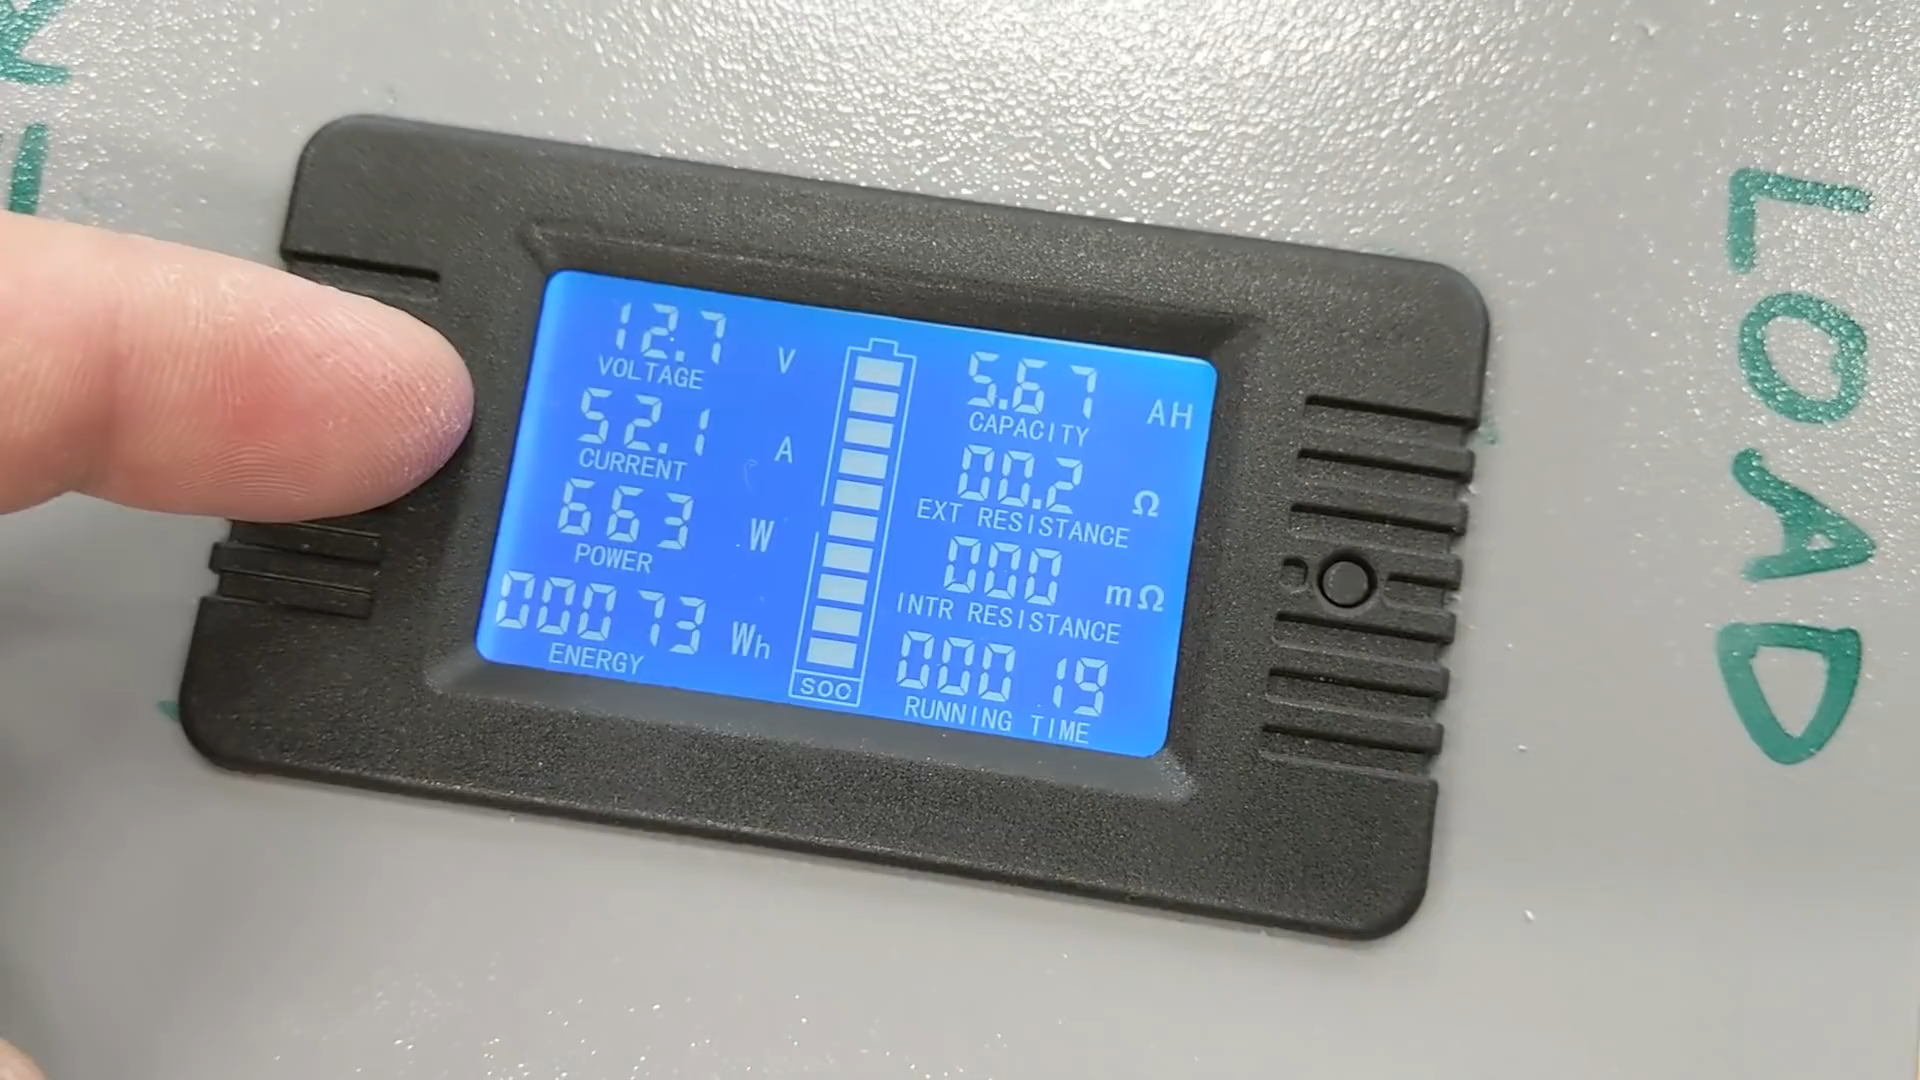 12.7 V
VOLTAGE
52.1 A
CURRENT
663 W
POWER
00073 Wh
ENERGY
SOC
5.67 AH
CAPACITY
00.2 Ω
EXT RESISTANCE
000 mΩ
INTR RESISTANCE
00019
RUNNING TIME
LOAD